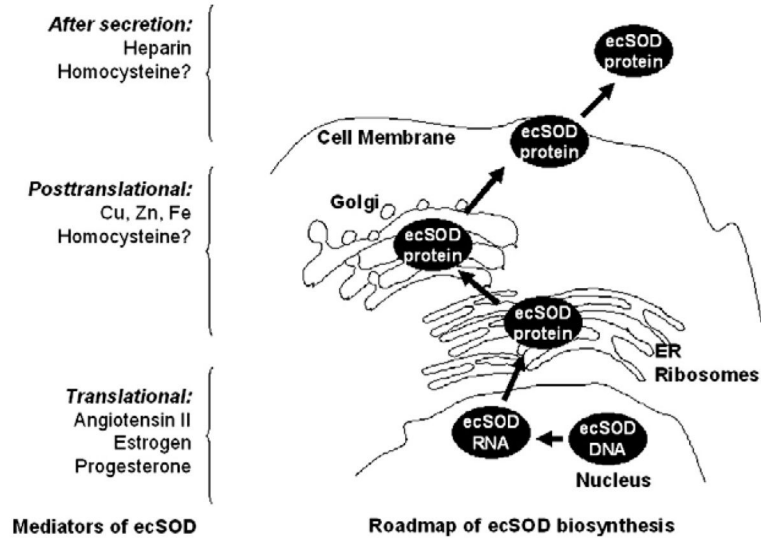 After secretion:
Heparin
Homocysteine?
Posttranslational:
Cu, Zn, Fe
Homocysteine?
Translational:
Angiotensin II
Estrogen
Progesterone
Mediators of ecSOD
ecSOD
protein
ecSOD
protein
Cell Membrane
Golgi
ecSOD
protein
ecSOD
protein
ER
Ribosomes
ecSOD
RNA
ecSOD
DNA
Nucleus
Roadmap of ecSOD biosynthesis